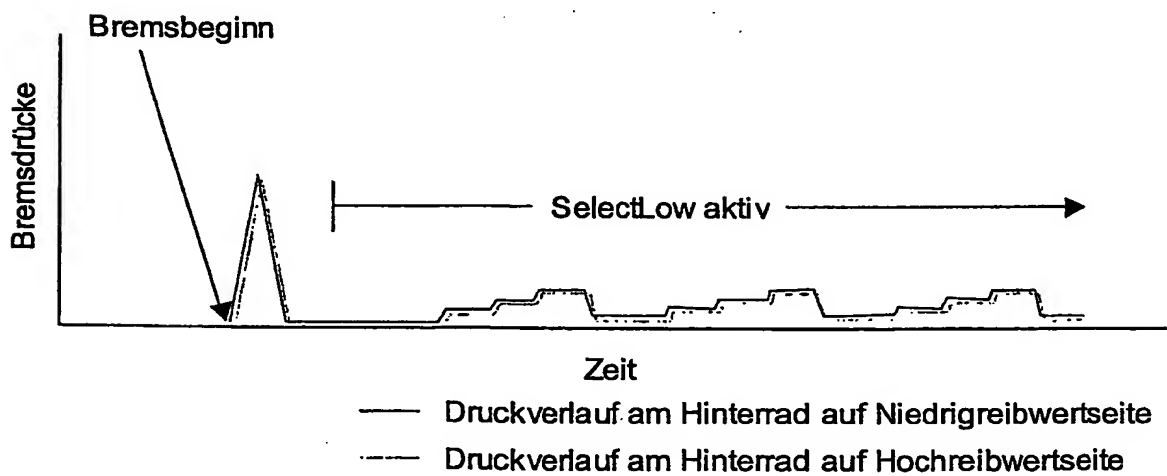 Bremsbeginn
Bremsdrücke
SelectLow aktiv
Zeit
Druckverlauf am Hinterrad auf Niedrigreibwertseite
Druckverlauf am Hinterrad auf Hochreibwertseite